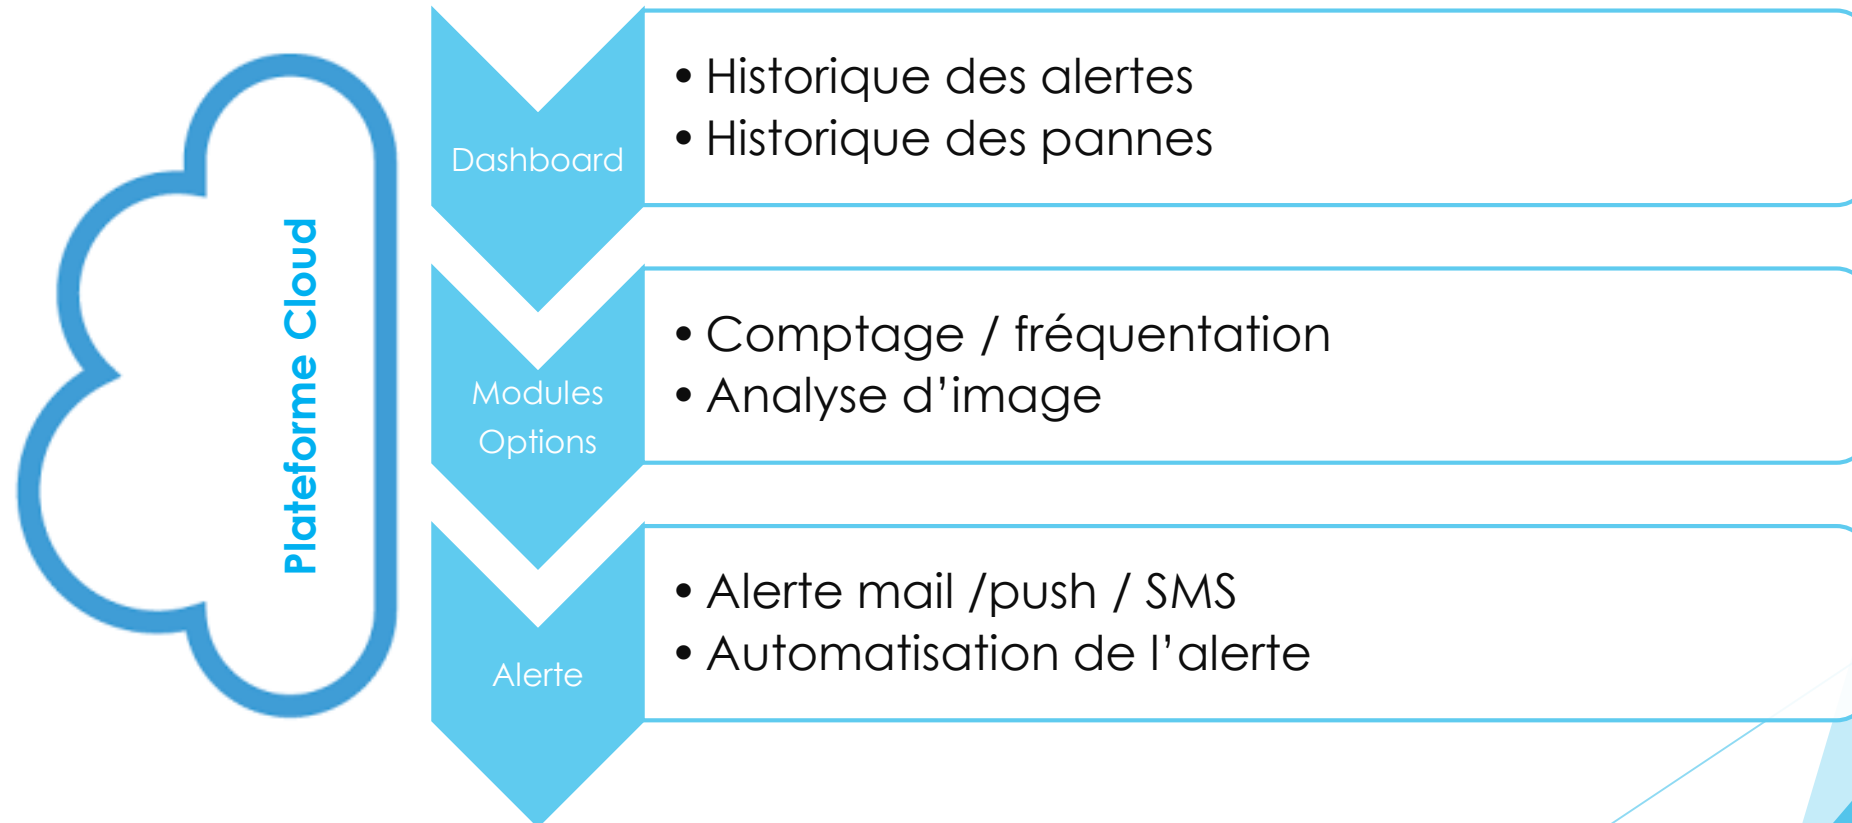 Plateforme Cloud
Dashboard
• Historique des alertes
• Historique des pannes
Modules
Options
• Comptage / fréquentation
• Analyse d’image
Alerte
• Alerte mail /push / SMS
• Automatisation de l’alerte